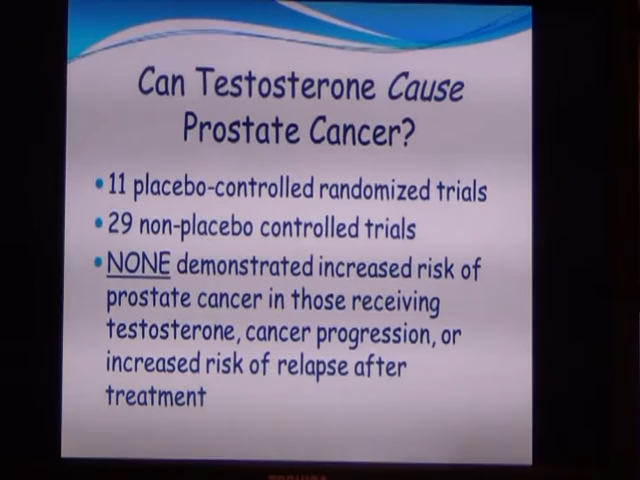 Can Testosterone Cause
Prostate Cancer?
• 11 placebo-controlled randomized trials
• 29 non-placebo controlled trials
• NONE demonstrated increased risk of
prostate cancer in those receiving
testosterone, cancer progression, or
increased risk of relapse after
treatment